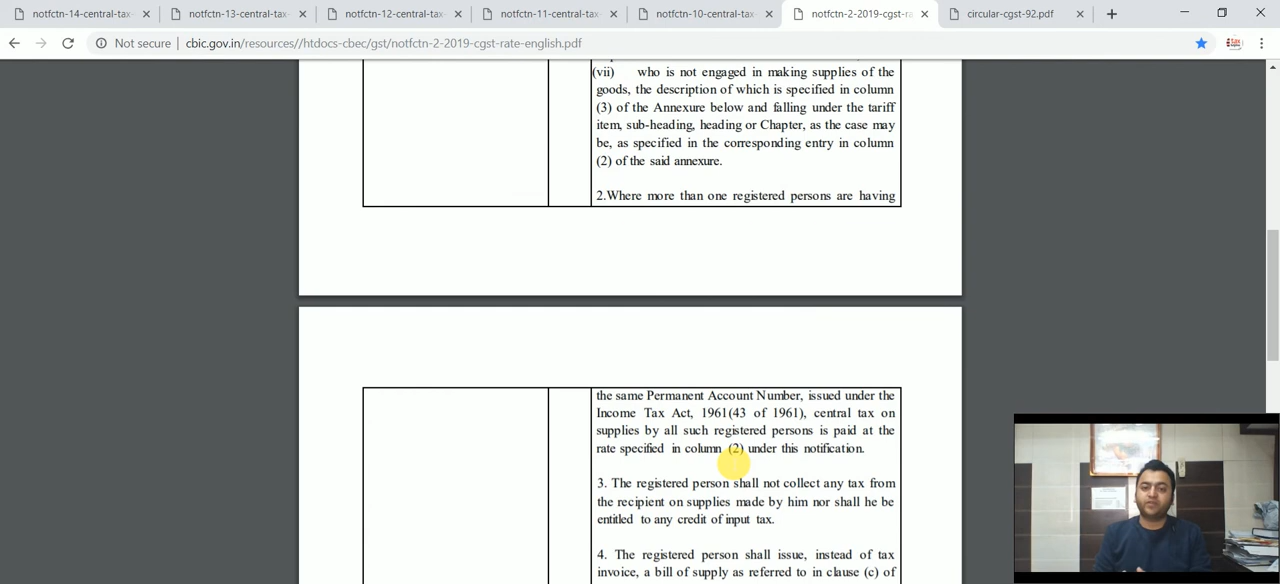 notfctn-14-central-tax-
notfctn-13-central-tax-
notfctn-12-central-tax-
notfctn-11-central-tax-
notfctn-10-central-tax-
notfctn-2-2019-cgst-ra
circular-cgst-92.pdf
Not secure | cbic.gov.in/resources//htdocs-cbec/gst/notfctn-2-2019-cgst-rate-english.pdf
(vii) who is not engaged in making supplies of the
goods, the description of which is specified in column
(3) of the Annexure below and falling under the tariff
item, sub-heading, heading or Chapter, as the case may
be, as specified in the corresponding entry in column
(2) of the said annexure.
2.Where more than one registered persons are having
the same Permanent Account Number, issued under the
Income Tax Act, 1961(43 of 1961), central tax on
supplies by all such registered persons is paid at the
rate specified in column (2) under this notification.
3. The registered person shall not collect any tax from
the recipient on supplies made by him nor shall he be
entitled to any credit of input tax.
4. The registered person shall issue, instead of tax
invoice, a bill of supply as referred to in clause (c) of